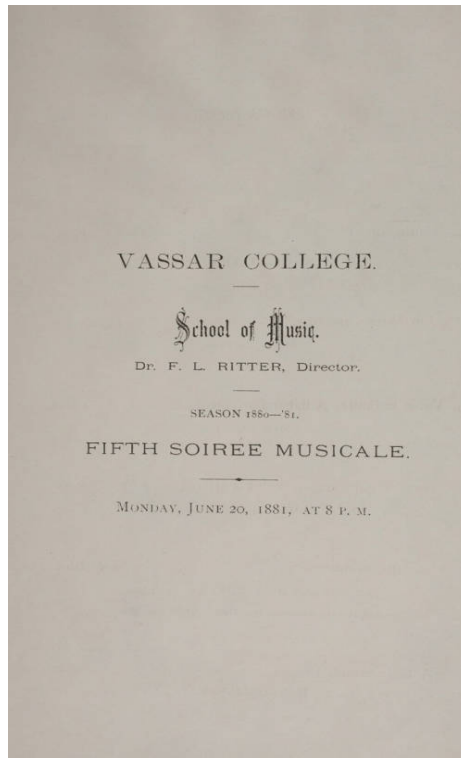 VASSAR COLLEGE.
School of Music.
Dr. F. L. RITTER, Director.
SEASON 1880—'81.
FIFTH SOIREE MUSICALE.
MONDAY, JUNE 20, 1881, AT 8 P. M.